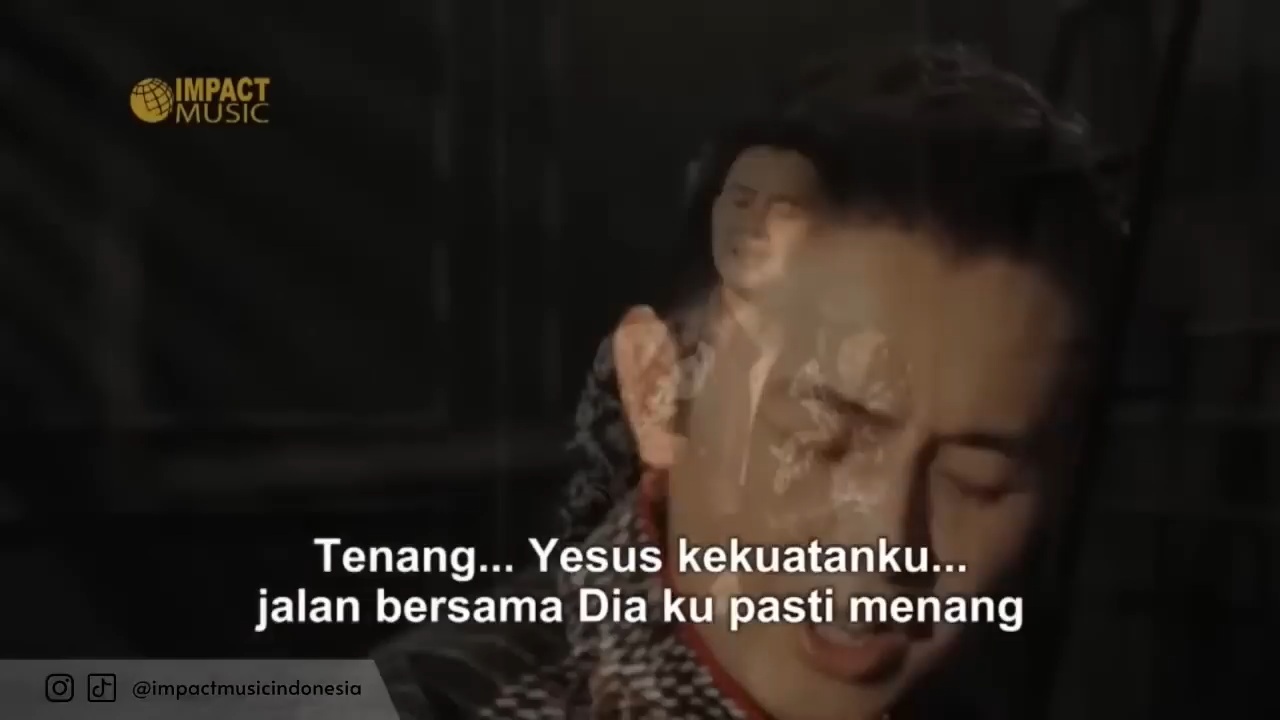 IMPACT
MUSIC
Tenang... Yesus kekuatanku...
jalan bersama Dia ku pasti menang
@impactmusicindonesia